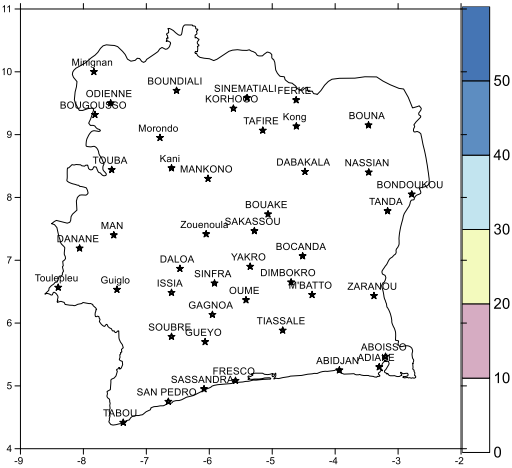 11
10
9
8
7
6
5
4
-9
-8
-7
-6
-5
-4
-3
-2
50
40
30
20
10
0
Minignan
BOUNDIALI
ODIENNE
SINEMATIALI
FERKE
BOUGOUSSO
KORHOGO
Morondo
TAFIRE
Kong
BOUNA
TOUBA
Kani
MANKONO
DABAKALA
NASSIAN
BONDOUKOU
TANDA
BOUAKE
MAN
Zouenoula
SAKASSOU
DANANE
BOCANDA
DALOA
YAKRO
Toulepleu
Guiglo
ISSIA
SINFRA
DIMBOKRO
OUME
M'BATTO
ZARANOU
GAGNOA
SOUBRE
GUEYO
TIASSALE
ABOISSO
ABIDJAN
ADIAKE
FRESCO
SASSANDRA
SAN PEDRO
TABOU